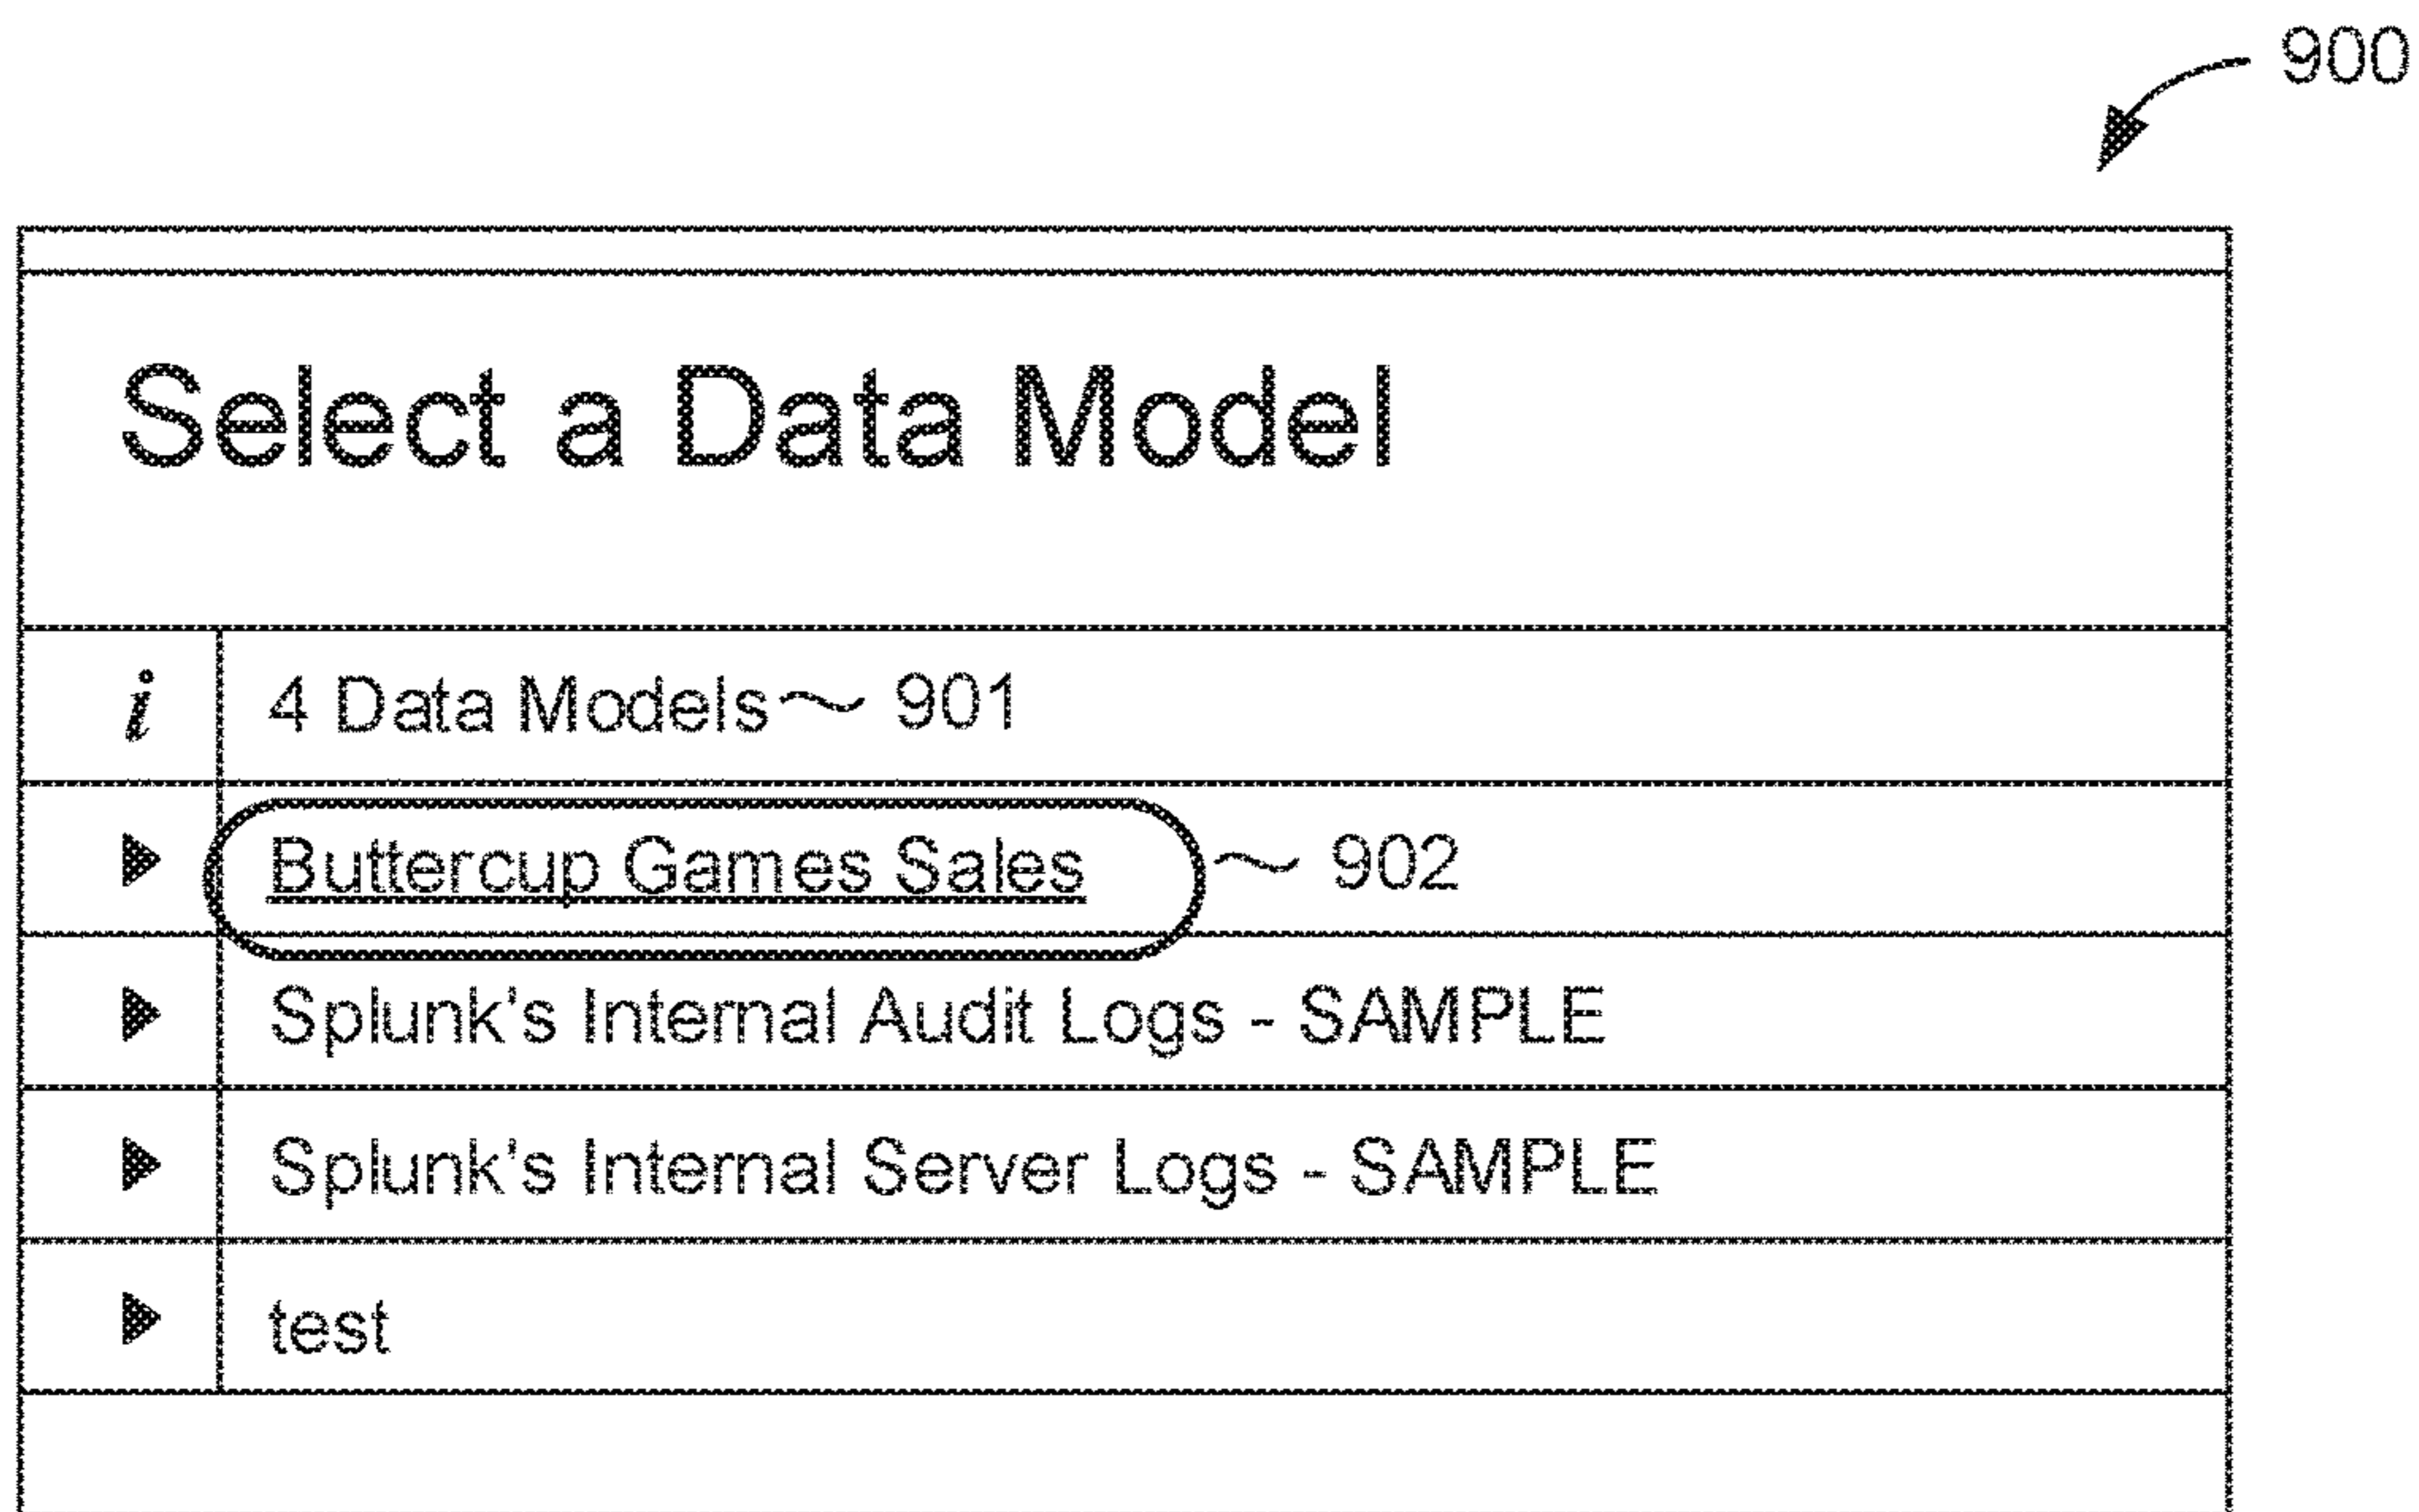 900
Select a Data Model
i 4 Data Models 901
Buttercup Games Sales 902
Splunk's Internal Audit Logs - SAMPLE
Splunk's Internal Server Logs - SAMPLE
test